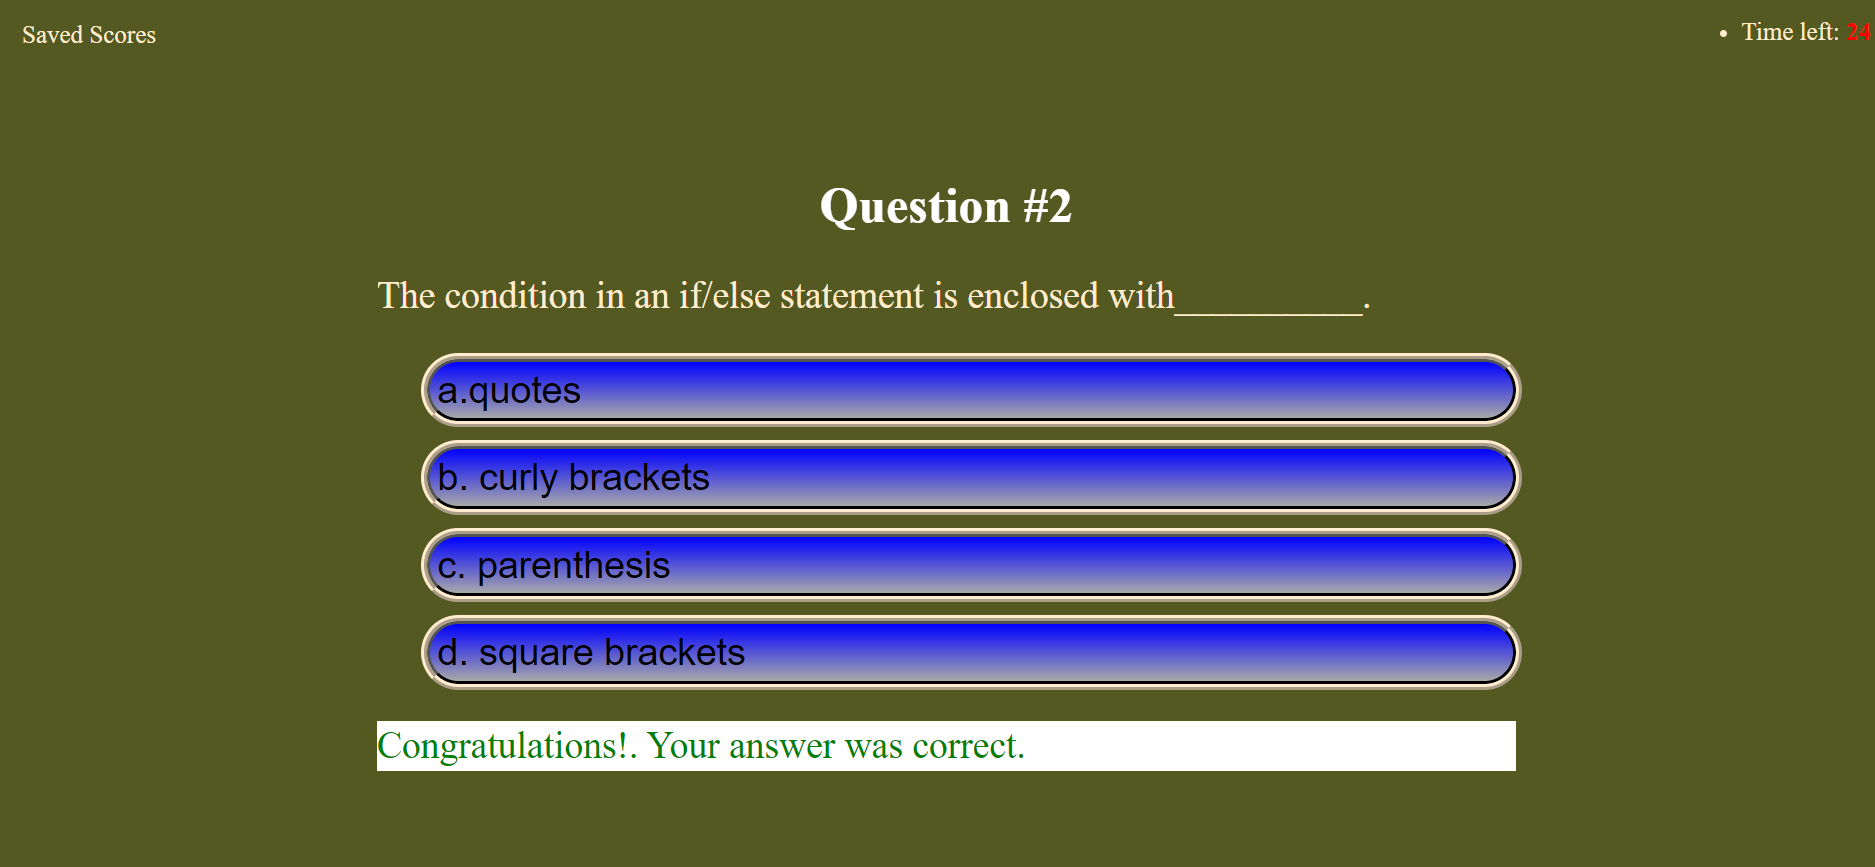 Saved Scores
• Time left: 24
Question #2
The condition in an if/else statement is enclosed with__________.
a.quotes
b. curly brackets
c. parenthesis
d. square brackets
Congratulations!. Your answer was correct.